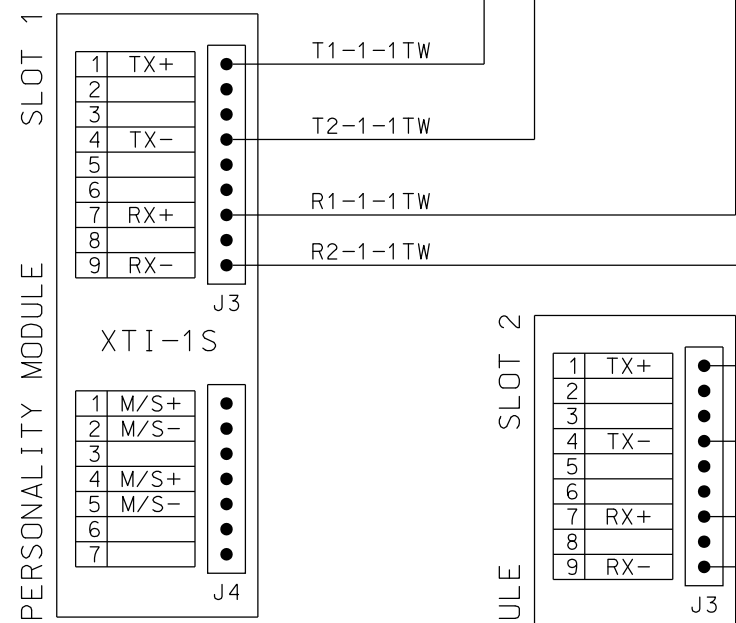 SLOT 1
PERSONALITY MODULE
1 TX+
2
3
4 TX-
5
6
7 RX+
8
9 RX-
J3
XTI-1S
1 M/S+
2 M/S-
3
4 M/S+
5 M/S-
6
7
J4
T1-1-1TW
T2-1-1TW
R1-1-1TW
R2-1-1TW
SLOT 2
ULE
1 TX+
2
3
4 TX-
5
6
7 RX+
8
9 RX-
J3